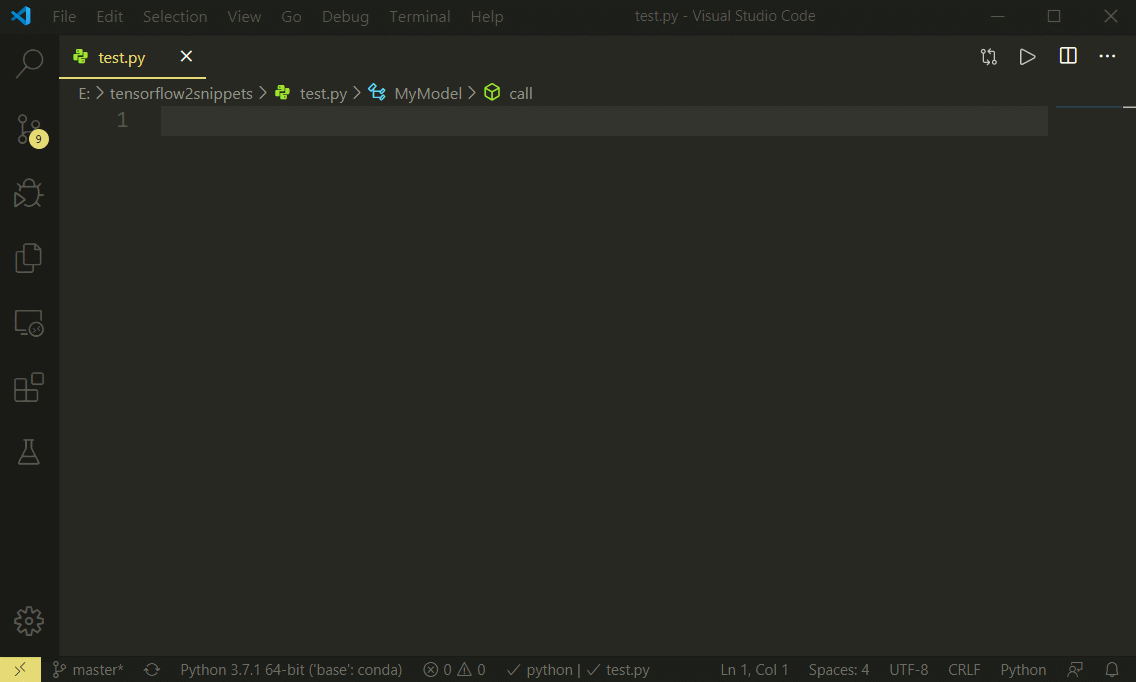 File Edit Selection View Go Debug Terminal Help test.py - Visual Studio Code
test.py
E: > tensorflow2snippets > test.py > MyModel > call
1
9
master* Python 3.7.1 64-bit ('base': conda) 0 0 ✓ python | ✓ test.py Ln 1, Col 1 Spaces: 4 UTF-8 CRLF Python